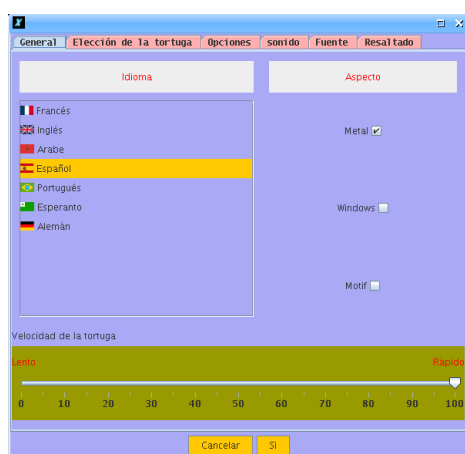 General Elección de la tortuga Opciones sonido Fuente Resaltado
Idioma Aspecto
Francés
Inglés
Metal
Arabe
Español
Portugués
Esperanto
Windows
Alemán
Motif
Velocidad de la tortuga
Lento Ràpido
0 10 20 30 40 50 60 70 80 90 100
Cancelar Sì